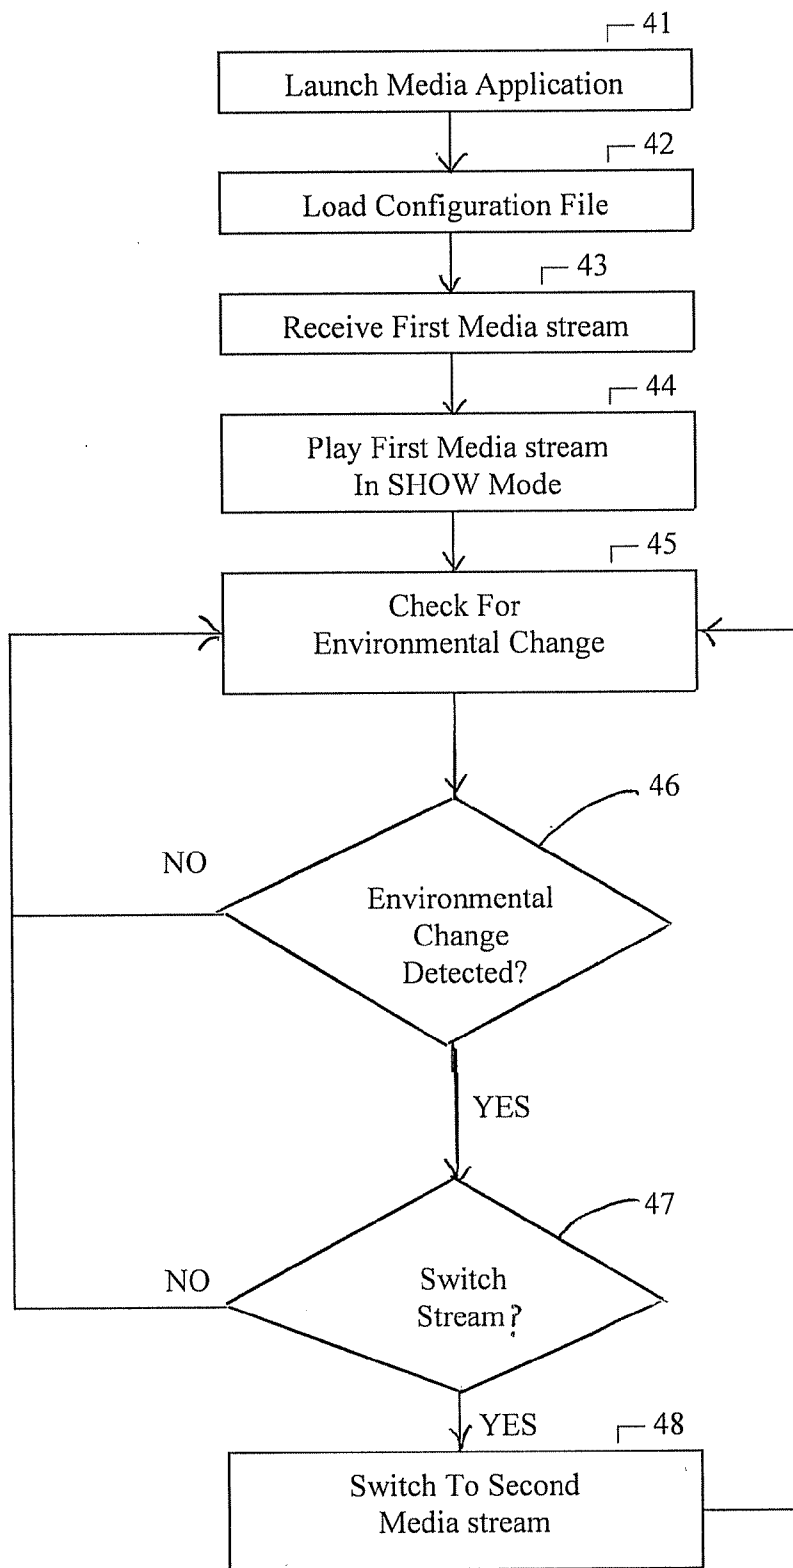 41
Launch Media Application
42
Load Configuration File
43
Receive First Media stream
44
Play First Media stream
In SHOW Mode
45
Check For
Environmental Change
46
NO
Environmental
Change
Detected?
YES
47
NO
Switch
Stream?
YES
48
Switch To Second
Media stream